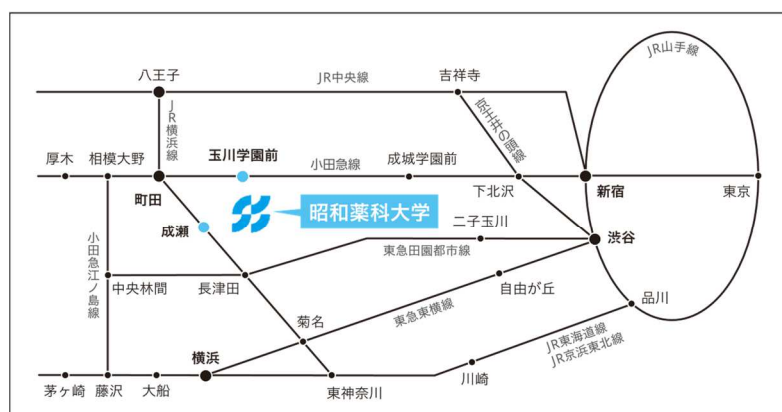 JR山手線
八王子
JR中央線
吉祥寺
JR横浜線
京王井の頭線
厚木
相模大野
玉川学園前
小田急線
成城学園前
町田
下北沢
新宿
東京
昭和薬科大学
成瀬
二子玉川
渋谷
小田急江ノ島線
東急田園都市線
中央林間
長津田
自由が丘
品川
東急東横線
菊名
JR東海道線
JR京浜東北線
横浜
川崎
茅ヶ崎
藤沢
大船
東神奈川